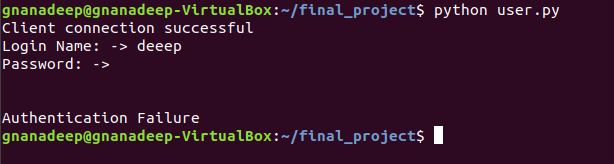 gnanadeep@gnanadeep-VirtualBox:~/final_project$ python user.py
Client connection successful
Login Name: -> deeep
Password: ->
Authentication Failure
gnanadeep@gnanadeep-VirtualBox:~/final_project$